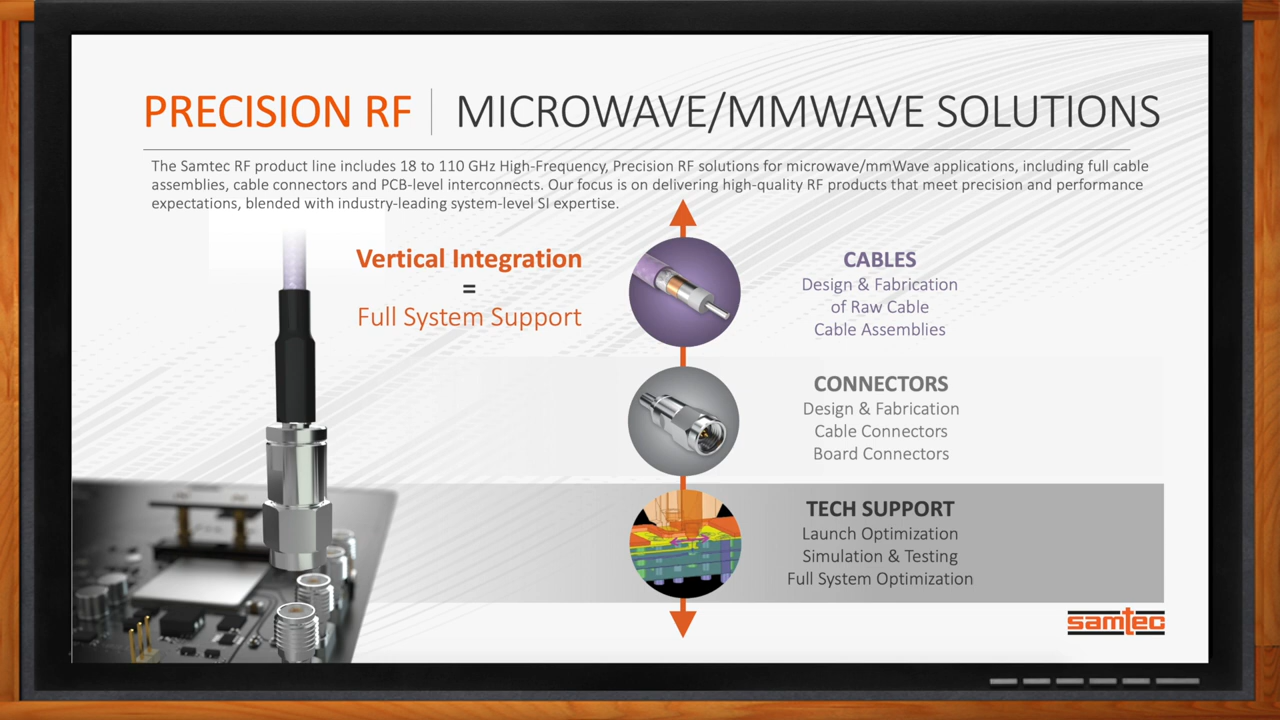 PRECISION RF | MICROWAVE/MMWAVE SOLUTIONS
The Samtec RF product line includes 18 to 110 GHz High-Frequency, Precision RF solutions for microwave/mmWave applications, including full cable
assemblies, cable connectors and PCB-level interconnects. Our focus is on delivering high-quality RF products that meet precision and performance
expectations, blended with industry-leading system-level SI expertise.
Vertical Integration
=
Full System Support
CABLES
Design & Fabrication
of Raw Cable
Cable Assemblies
CONNECTORS
Design & Fabrication
Cable Connectors
Board Connectors
TECH SUPPORT
Launch Optimization
Simulation & Testing
Full System Optimization
samtec